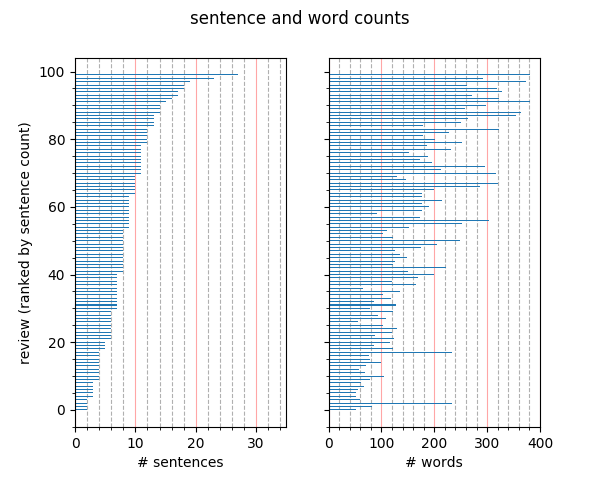 sentence and word counts
review (ranked by sentence count)
100
80
60
40
20
0
0 10 20 30
# sentences
0 100 200 300 400
# words